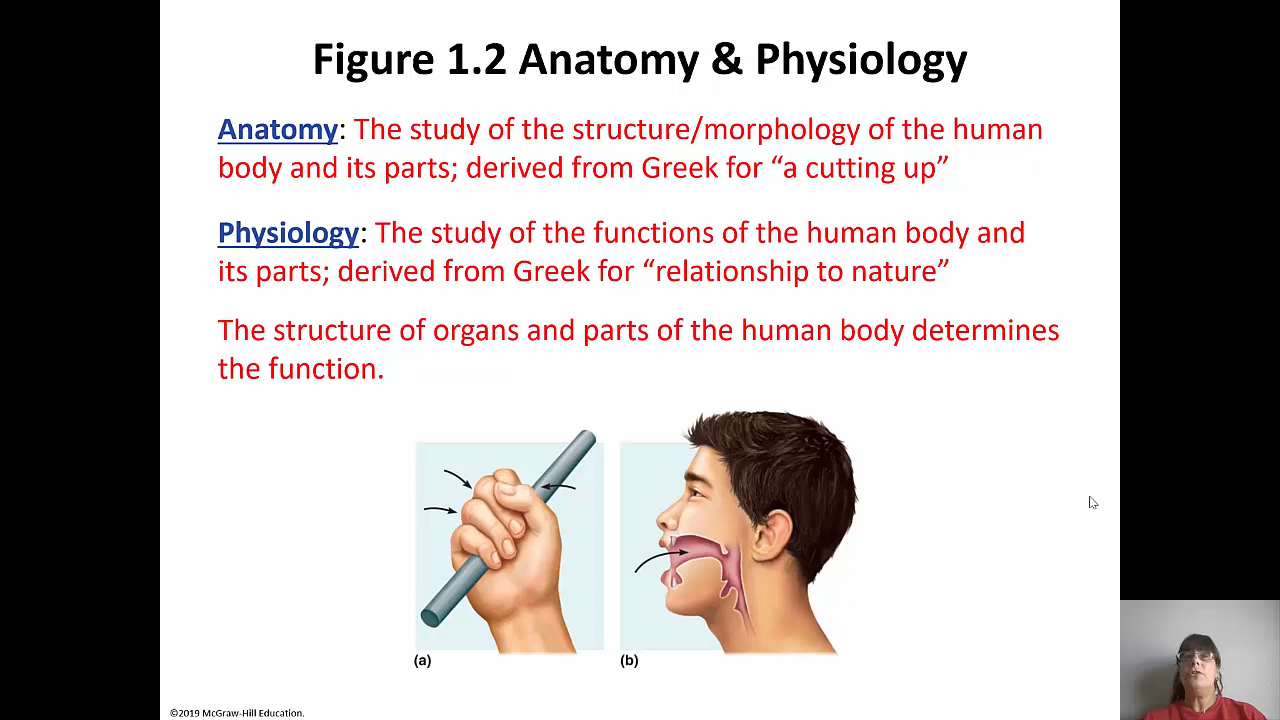 Figure 1.2 Anatomy & Physiology
Anatomy: The study of the structure/morphology of the human
body and its parts; derived from Greek for “a cutting up”
Physiology: The study of the functions of the human body and
its parts; derived from Greek for “relationship to nature”
The structure of organs and parts of the human body determines
the function.
(a)
(b)
©2019 McGraw-Hill Education.